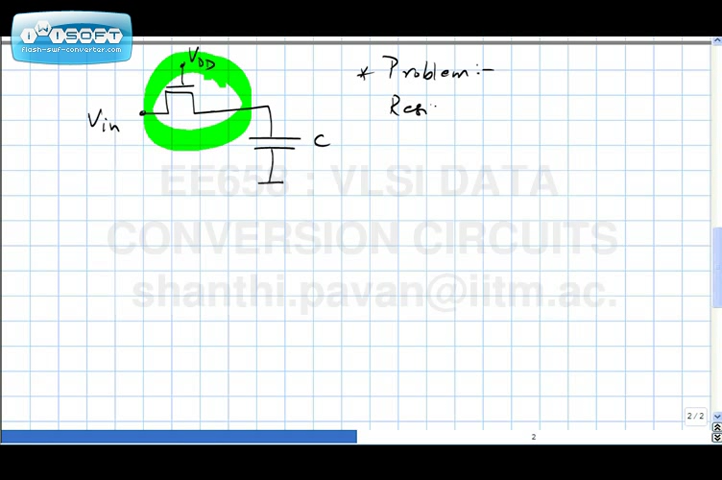 iWiSOFT
flash-swf-converter.com
VDD
* Problem:-
Vin
C
EE658 : VLSI DATA
CONVERSION CIRCUITS
shanthi.pavan@iitm.ac.
2/2
2